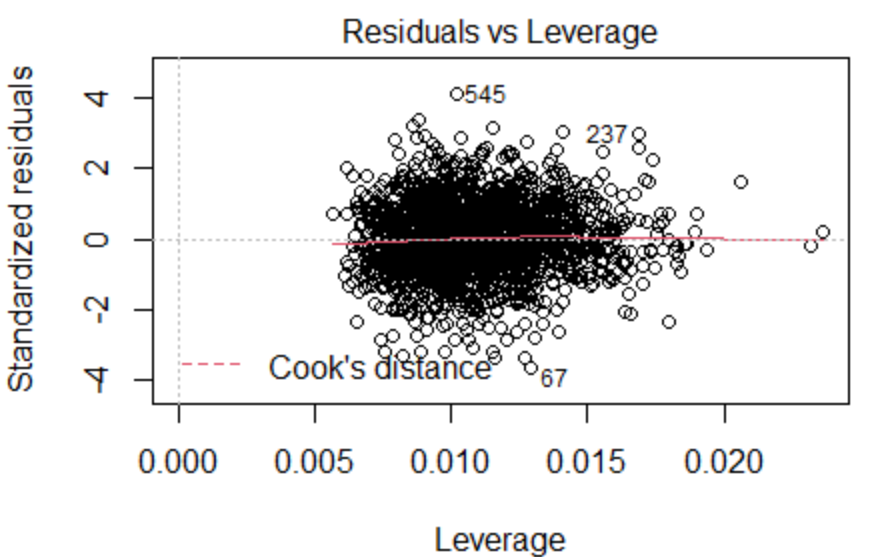 Residuals vs Leverage
Standardized residuals
4
2
0
-2
-4
545
237
67
Cook's distance
0.000 0.005 0.010 0.015 0.020
Leverage